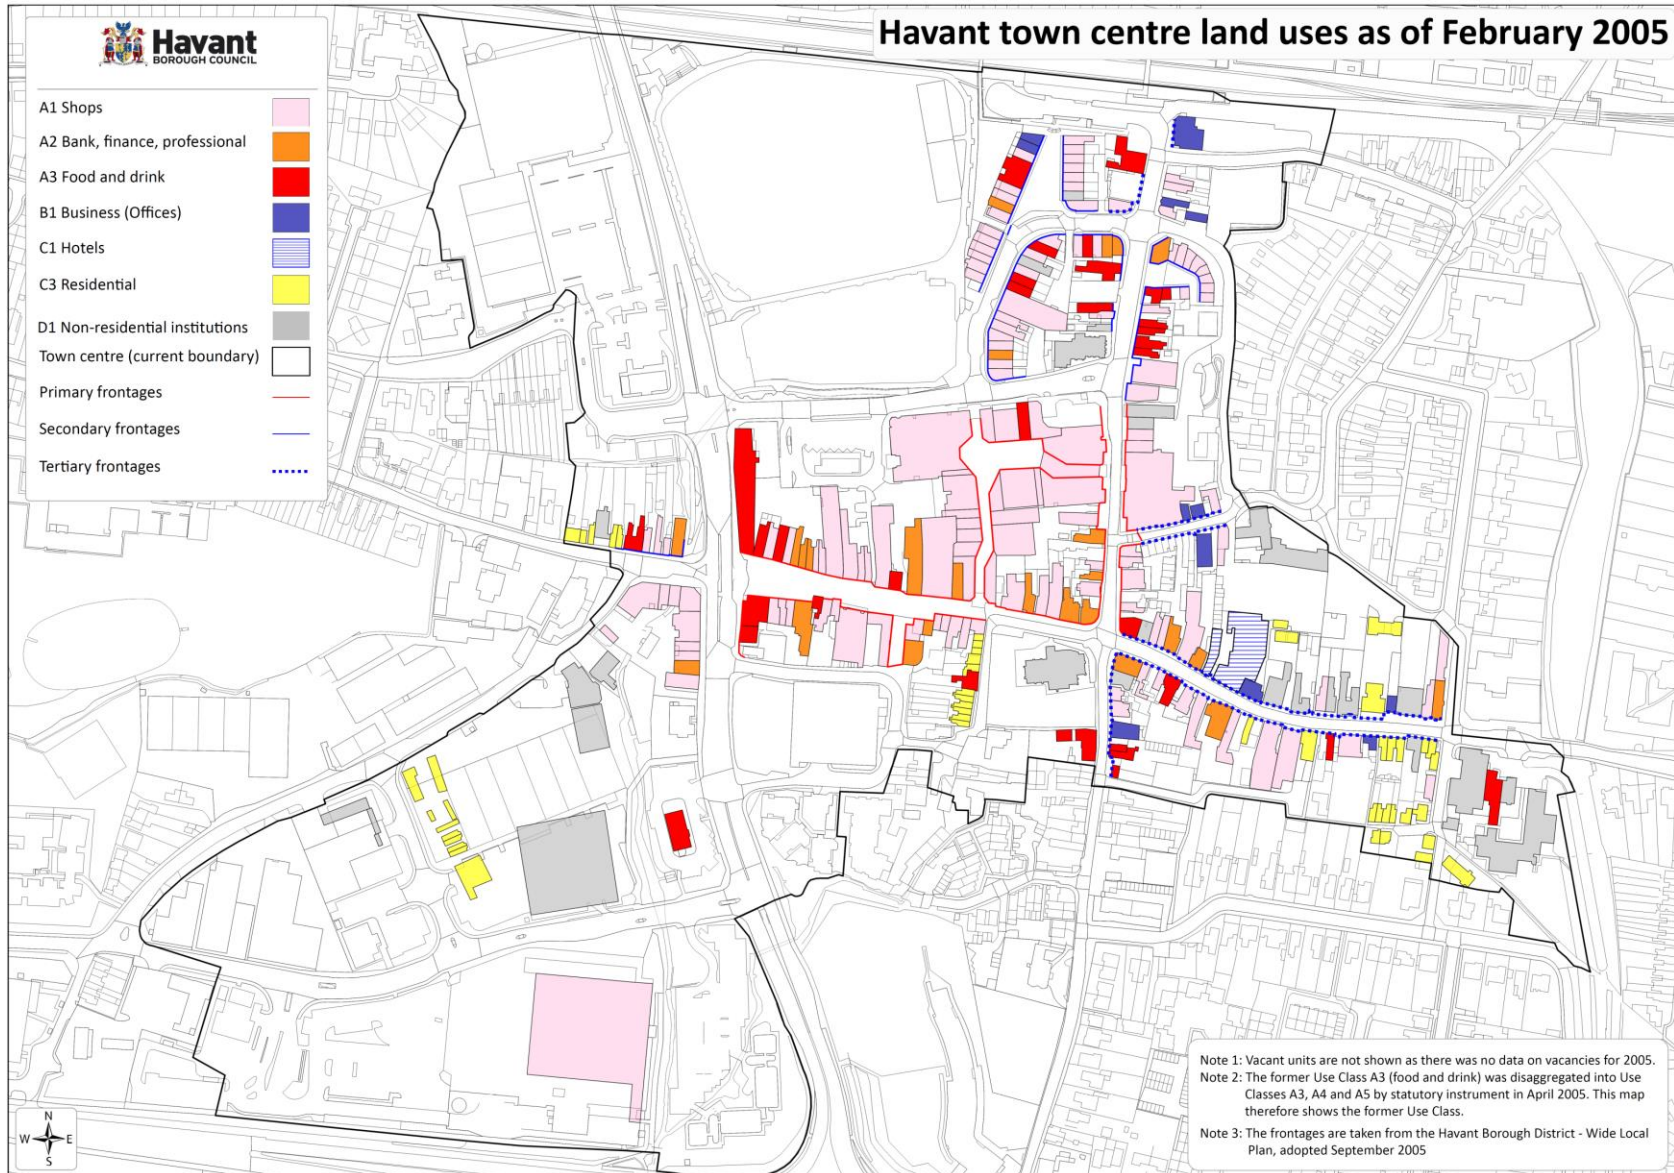 Havant town centre land uses as of February 2005
Havant
BOROUGH COUNCIL
A1 Shops
A2 Bank, finance, professional
A3 Food and drink
B1 Business (Offices)
C1 Hotels
C3 Residential
D1 Non-residential institutions
Town centre (current boundary)
Primary frontages
Secondary frontages
Tertiary frontages
N
W E
S
Note 1: Vacant units are not shown as there was no data on vacancies for 2005.
Note 2: The former Use Class A3 (food and drink) was disaggregated into Use
Classes A3, A4 and A5 by statutory instrument in April 2005. This map
therefore shows the former Use Class.
Note 3: The frontages are taken from the Havant Borough District - Wide Local
Plan, adopted September 2005